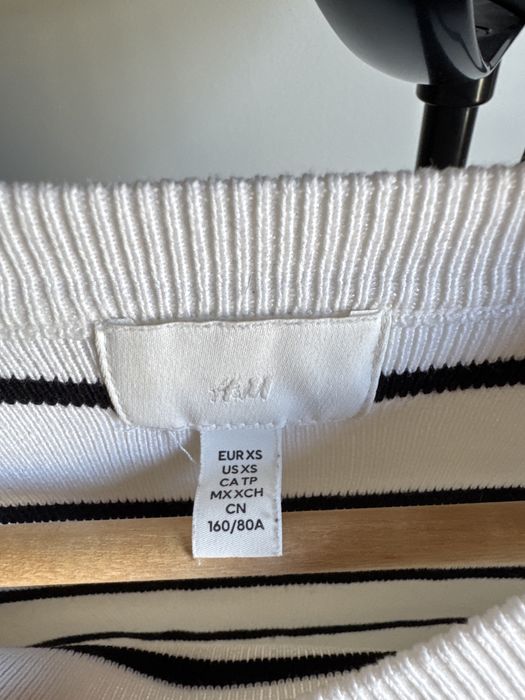 H&M
EUR XS
US XS
CA TP
MX XCH
CN
160/80A